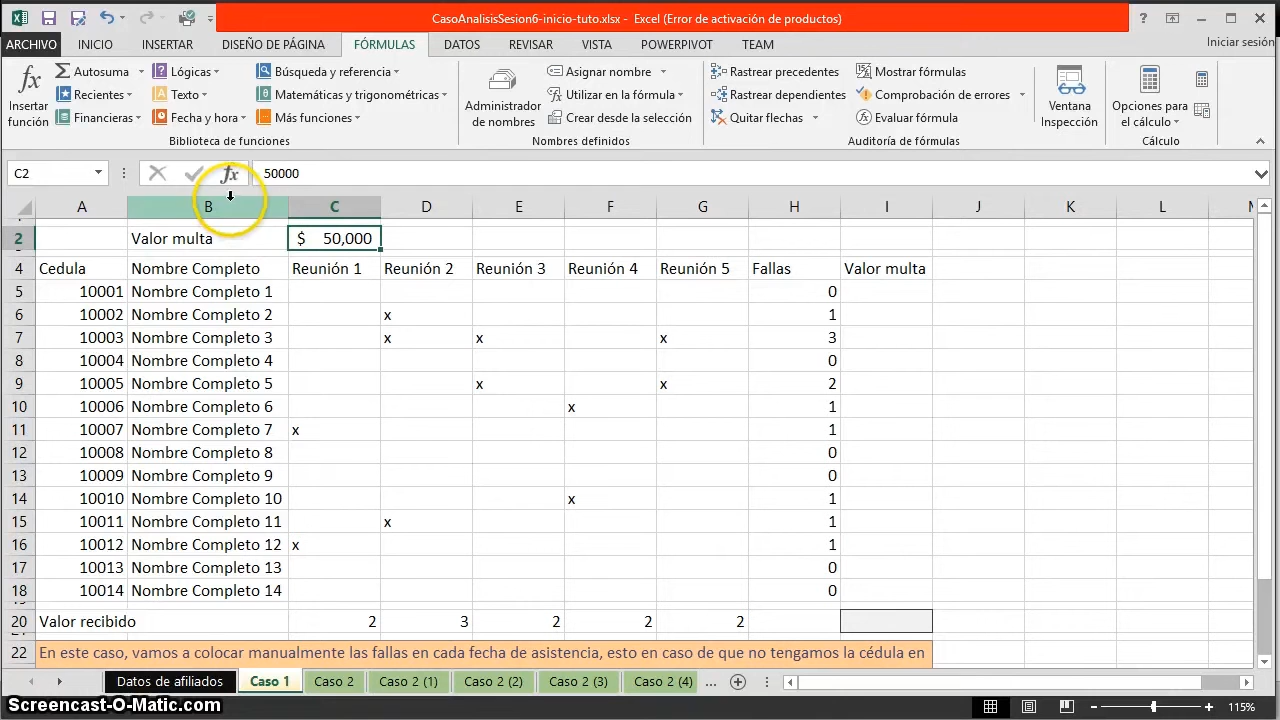 CasoAnalisisSesion6-inicio-tuto.xlsx - Excel (Error de activación de productos)
ARCHIVO INICIO INSERTAR DISEÑO DE PÁGINA FÓRMULAS DATOS REVISAR VISTA POWERPIVOT TEAM Iniciar sesión
Insertar función
Autosuma
Recientes
Financieras
Lógicas
Texto
Fecha y hora
Búsqueda y referencia
Matemáticas y trigonométricas
Más funciones
Biblioteca de funciones
Administrador de nombres
Asignar nombre
Utilizar en la fórmula
Crear desde la selección
Nombres definidos
Rastrear precedentes
Rastrear dependientes
Quitar flechas
Mostrar fórmulas
Comprobación de errores
Evaluar fórmula
Auditoría de fórmulas
Ventana Inspección
Opciones para el cálculo
Cálculo
C2 fx 50000
A B C D E F G H I J K L
2 Valor multa $ 50,000
4 Cedula Nombre Completo Reunión 1 Reunión 2 Reunión 3 Reunión 4 Reunión 5 Fallas Valor multa
5 10001 Nombre Completo 1 0
6 10002 Nombre Completo 2 x 1
7 10003 Nombre Completo 3 x x x 3
8 10004 Nombre Completo 4 0
9 10005 Nombre Completo 5 x x 2
10 10006 Nombre Completo 6 x 1
11 10007 Nombre Completo 7 x 1
12 10008 Nombre Completo 8 0
13 10009 Nombre Completo 9 0
14 10010 Nombre Completo 10 x 1
15 10011 Nombre Completo 11 x 1
16 10012 Nombre Completo 12 x 1
17 10013 Nombre Completo 13 0
18 10014 Nombre Completo 14 0
20 Valor recibido 2 3 2 2 2
22 En este caso, vamos a colocar manualmente las fallas en cada fecha de asistencia, esto en caso de que no tengamos la cédula en
Datos de afiliados Caso 1 Caso 2 Caso 2 (1) Caso 2 (2) Caso 2 (3) Caso 2 (4) ...
Screencast-O-Matic.com
115%